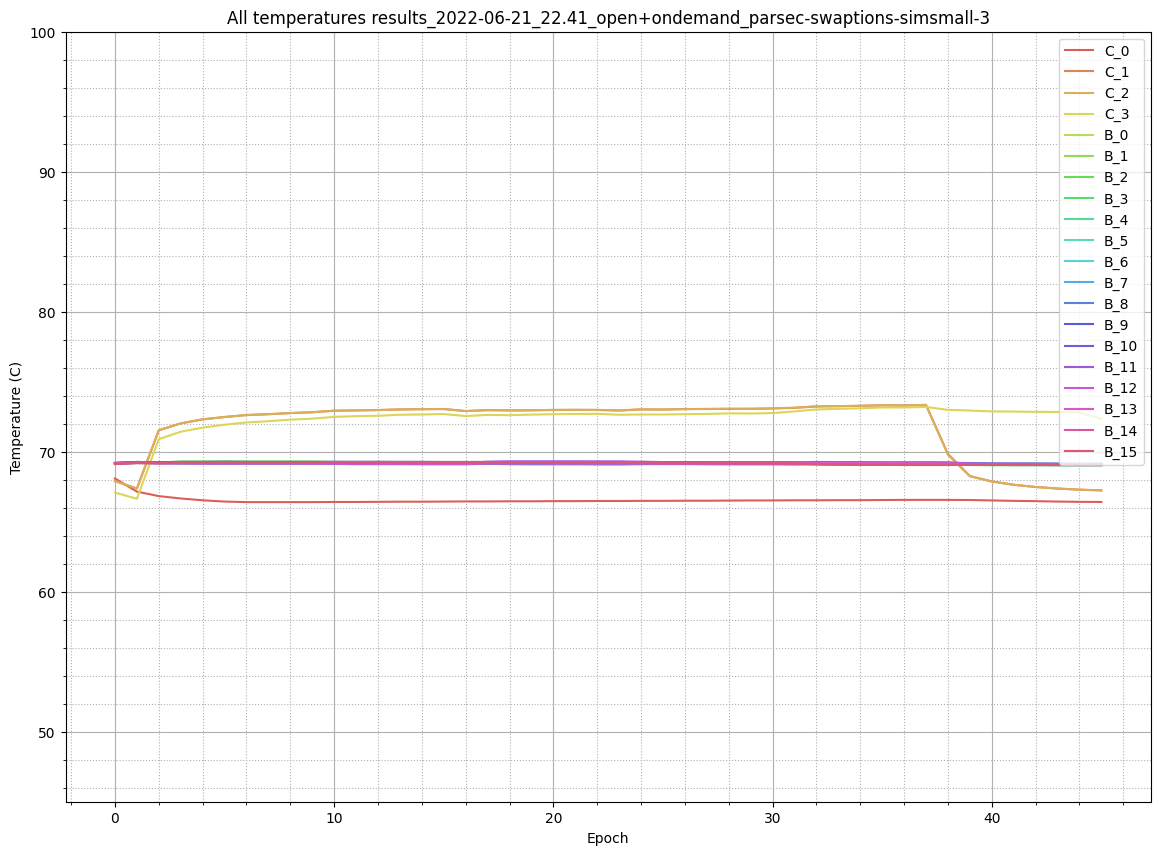 All temperatures results_2022-06-21_22.41_open+ondemand_parsec-swaptions-simsmall-3
100
90
80
70
60
50
Temperature (C)
0
10
20
30
40
Epoch
C_0
C_1
C_2
C_3
B_0
B_1
B_2
B_3
B_4
B_5
B_6
B_7
B_8
B_9
B_10
B_11
B_12
B_13
B_14
B_15